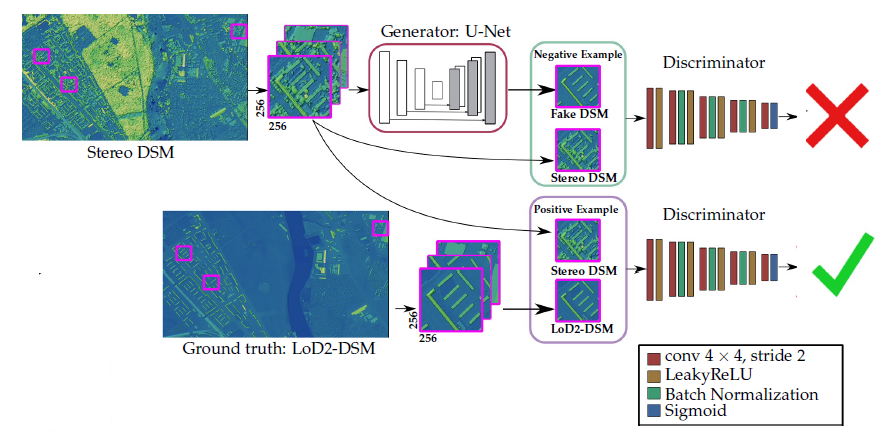 Generator: U-Net
Negative Example
Discriminator
Fake DSM
256
256
Stereo DSM
Stereo DSM
Positive Example
Discriminator
Stereo DSM
256
256
LoD2-DSM
Ground truth: LoD2-DSM
conv 4 × 4, stride 2
LeakyReLU
Batch Normalization
Sigmoid